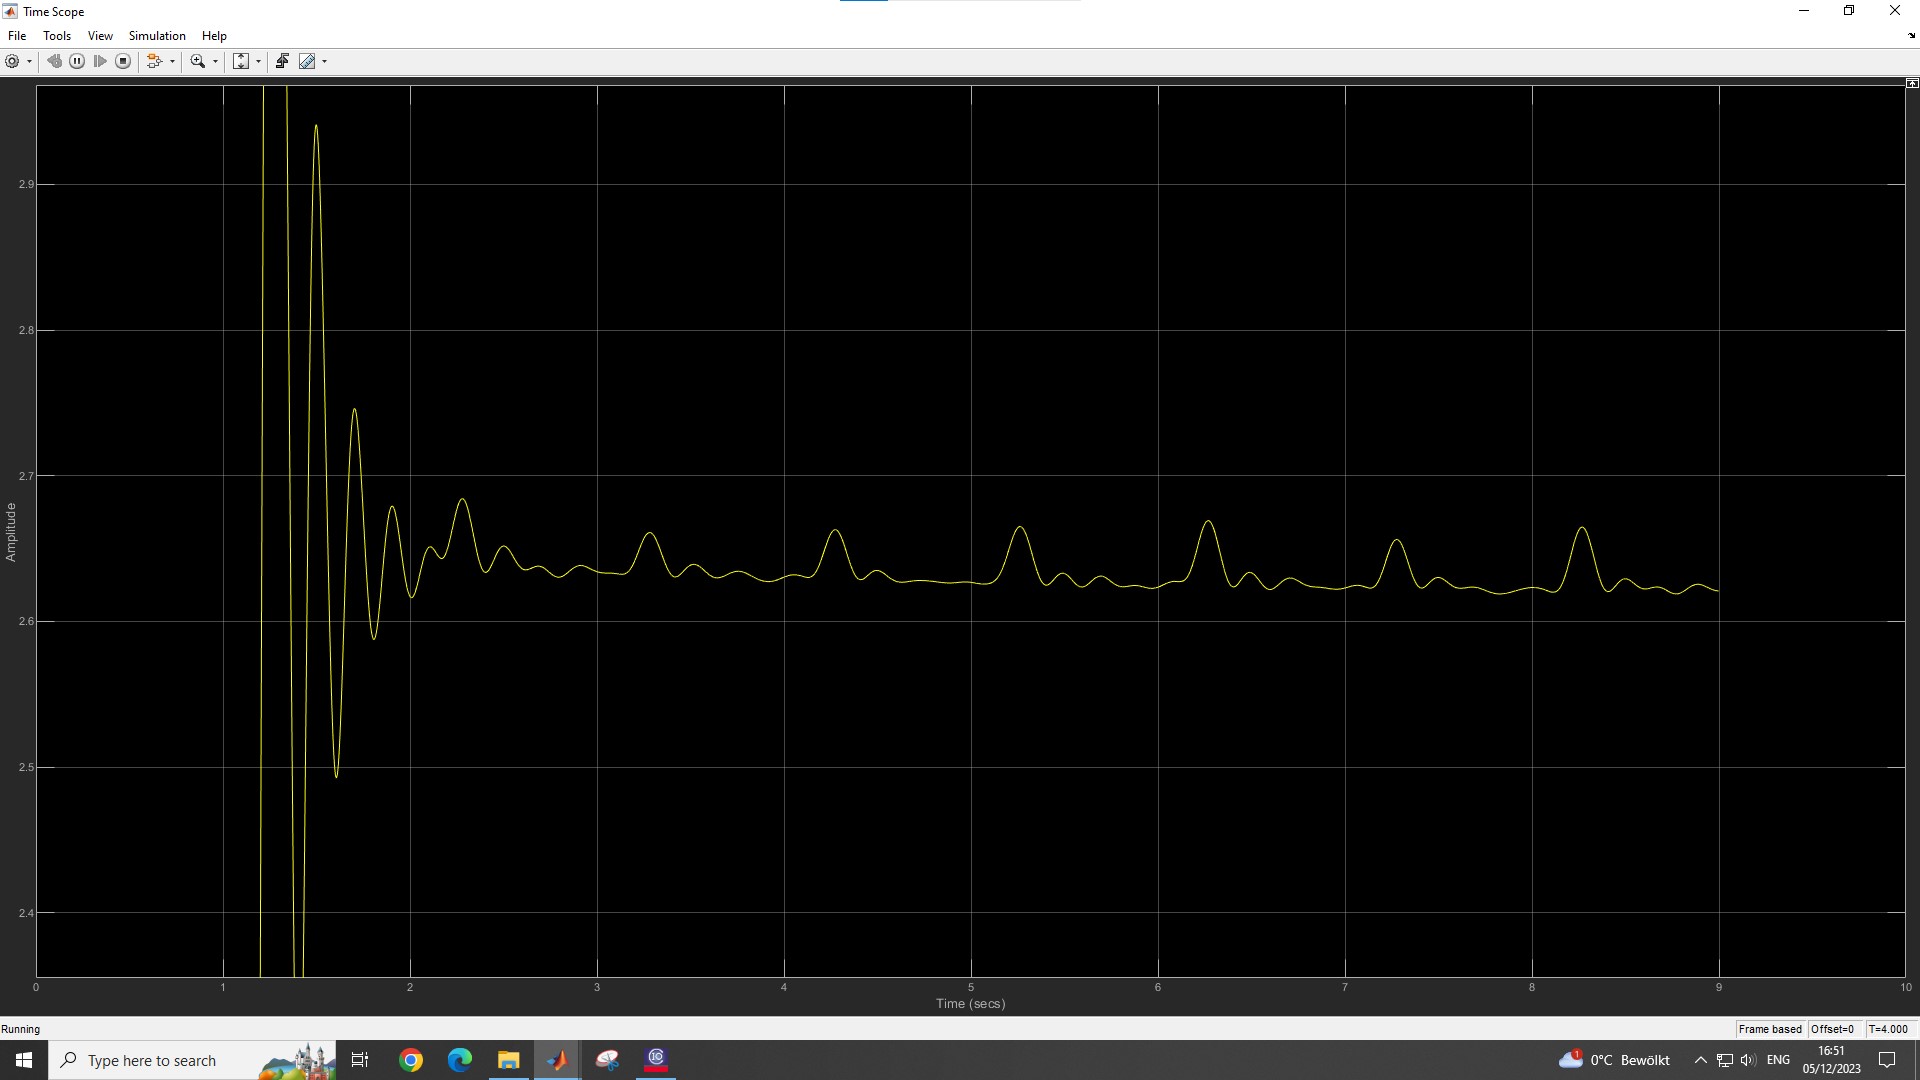 Time Scope
File Tools View Simulation Help
2.9
2.8
2.7
2.6
2.5
2.4
Amplitude
0 1 2 3 4 5 6 7 8 9 10
Time (secs)
Running Frame based Offset=0 T=4.000
Type here to search
IC
1
0°C Bewölkt
ENG
16:51
05/12/2023